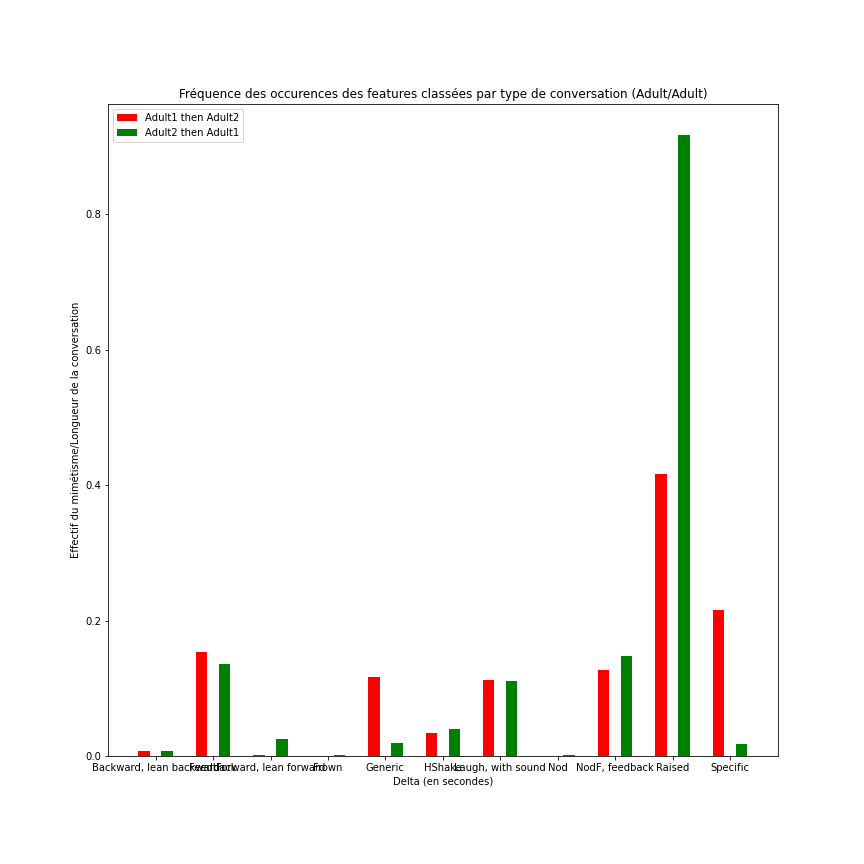 Fréquence des occurences des features classées par type de conversation (Adult/Adult)
Adult1 then Adult2
Adult2 then Adult1
Effectif du mimétisme/Longueur de la conversation
0.8
0.6
0.4
0.2
0.0
Backward, lean backward Feedback Forward, lean forward Frown Generic HShake Laugh, with sound Nod NodF, feedback Raised Specific
Delta (en secondes)